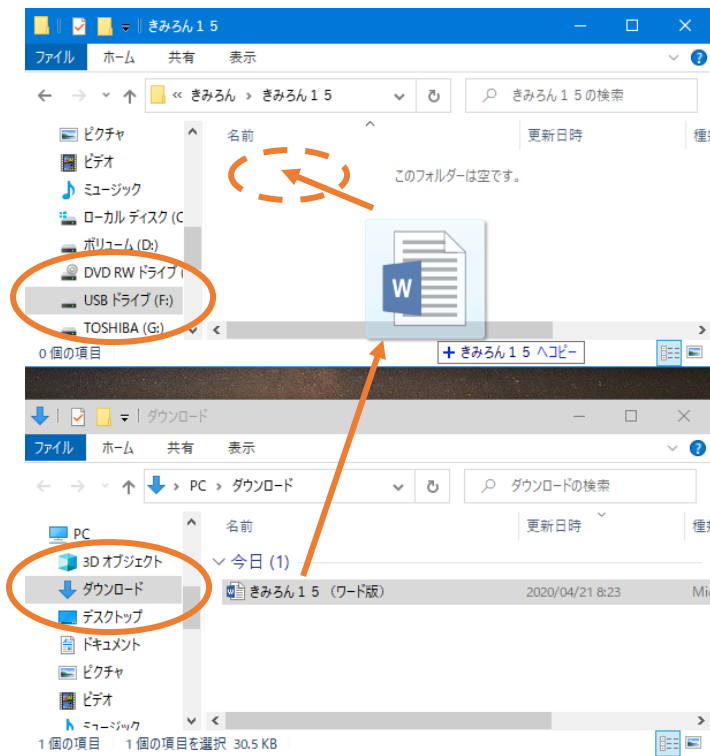 きみろん１５
ファイル ホーム 共有 表示
« きみろん › きみろん１５ きみろん１５の検索
名前 更新日時 種
このフォルダーは空です。
ピクチャ
ビデオ
ミュージック
ローカル ディスク (C
ボリューム (D:)
DVD RW ドライブ (
USB ドライブ (F:)
TOSHIBA (G:)
W
+ きみろん１５ へコピー
0 個の項目
ダウンロード
ファイル ホーム 共有 表示
› PC › ダウンロード ダウンロードの検索
名前 更新日時 種
PC
3D オブジェクト
ダウンロード
デスクトップ
ドキュメント
ピクチャ
ビデオ
ミュージック
今日 (1)
きみろん１５（ワード版） 2020/04/21 8:23 Mi
1 個の項目 1 個の項目を選択 30.5 KB